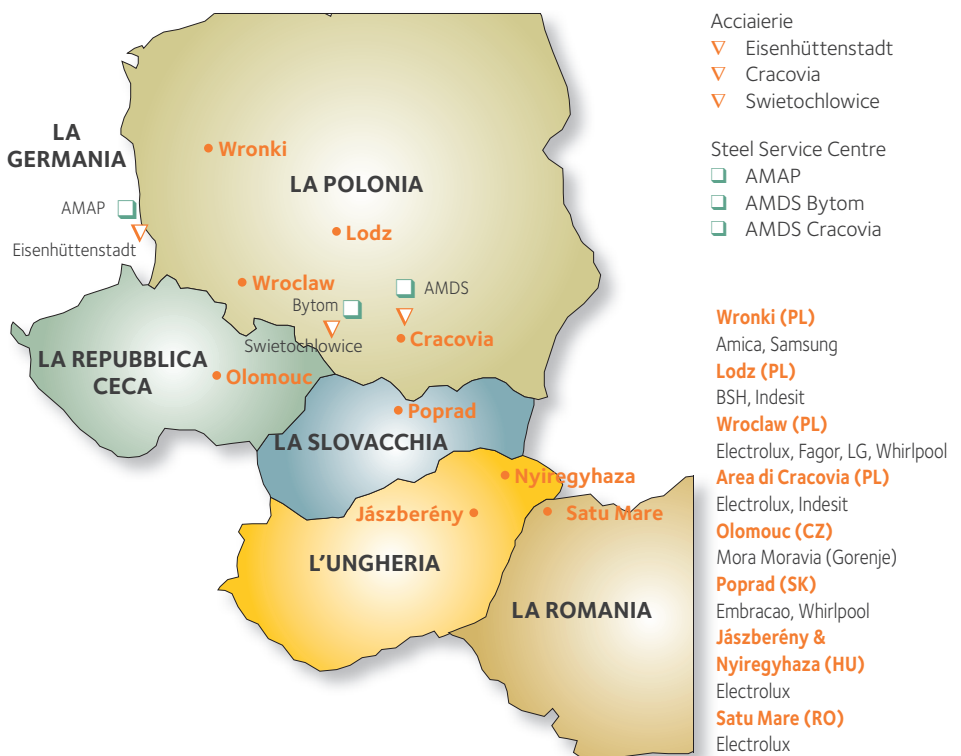 LA
GERMANIA
Wronki
LA POLONIA
AMAP
Eisenhüttenstadt
Lodz
Wroclaw
AMDS
Bytom
Swietochlowice
Cracovia
LA REPUBBLICA
CECA
Olomouc
Poprad
LA SLOVACCHIA
Nyiregyhaza
Jászberény
Satu Mare
L'UNGHERIA
LA ROMANIA
Acciaierie
Eisenhüttenstadt
Cracovia
Swietochlowice
Steel Service Centre
AMAP
AMDS Bytom
AMDS Cracovia
Wronki (PL)
Amica, Samsung
Lodz (PL)
BSH, Indesit
Wroclaw (PL)
Electrolux, Fagor, LG, Whirlpool
Area di Cracovia (PL)
Electrolux, Indesit
Olomouc (CZ)
Mora Moravia (Gorenje)
Poprad (SK)
Embracao, Whirlpool
Jászberény &
Nyiregyhaza (HU)
Electrolux
Satu Mare (RO)
Electrolux